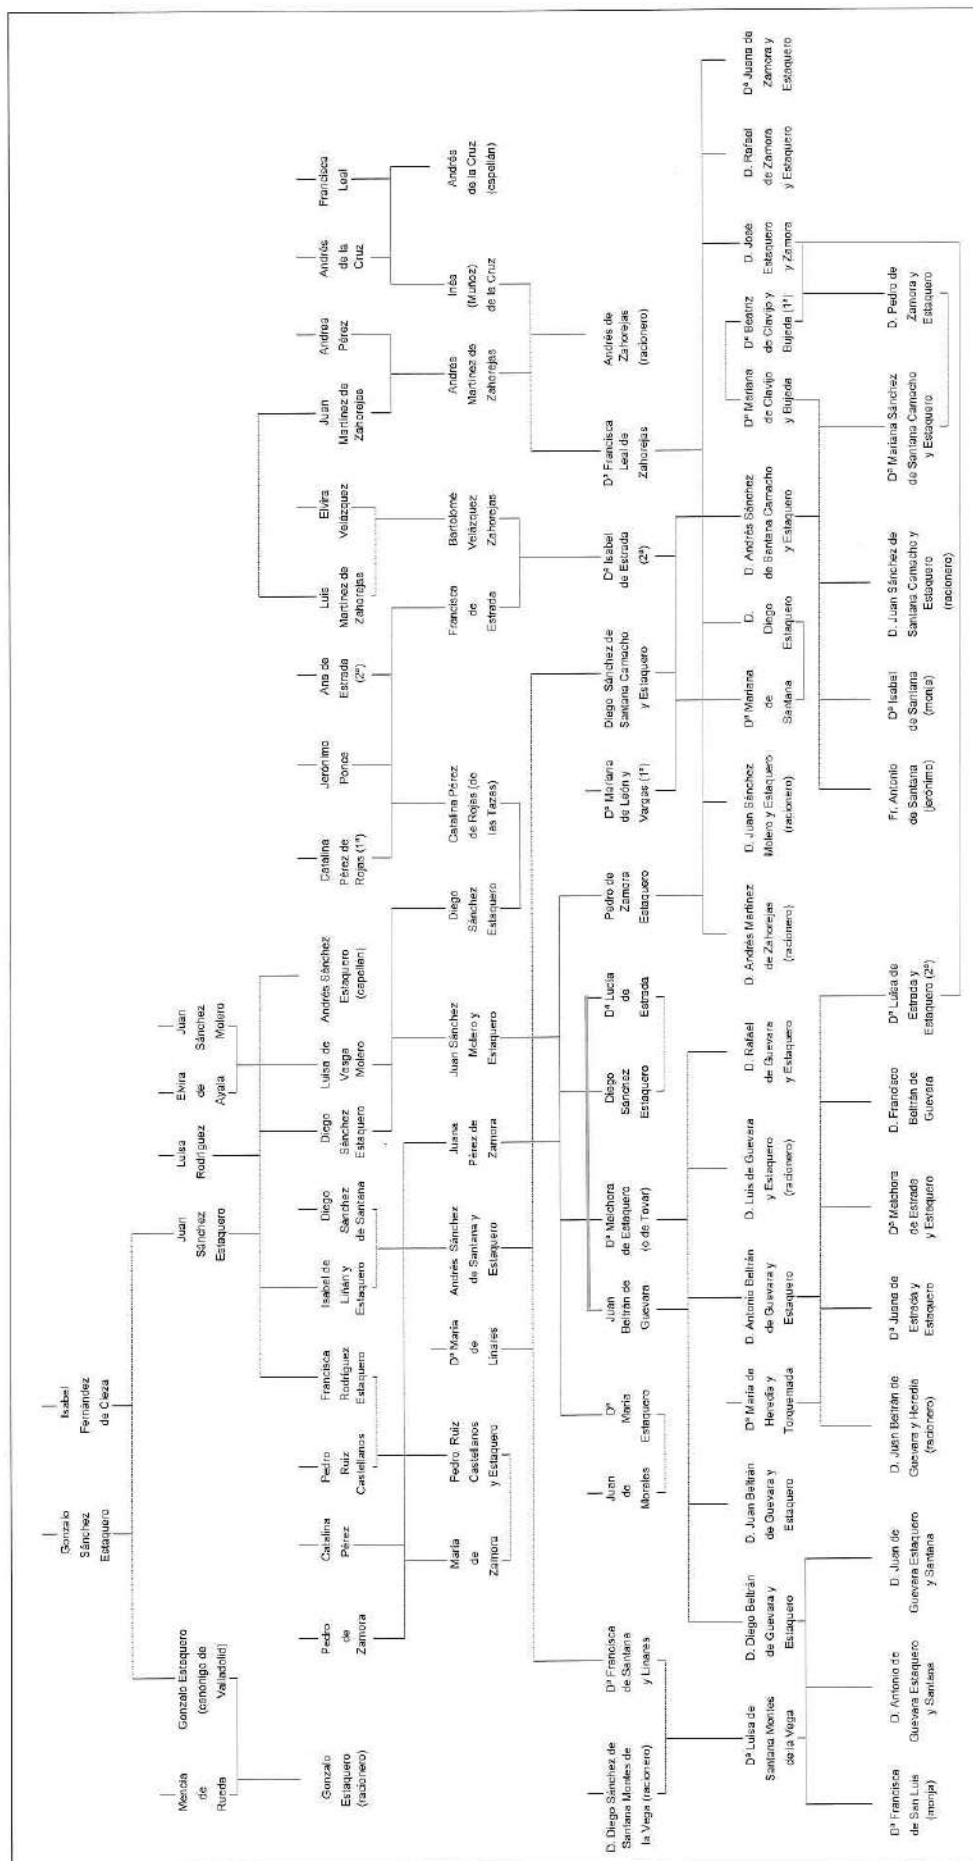 Gonzalo
Sánchez
Estaquero
Isabel
Fernández
de Cieza
Mencía
de
Rueda
Gonzalo Estaquero
(canónigo de
Valladolid)
Juan
Sánchez
Estaquero
Luisa
Rodríguez
Elvira
de
Ayala
Juan
Sánchez
Molero
Gonzalo
Estaquero
(racionero)
Pedro
de
Zamora
Catalina
Pérez
Pedro
Ruiz
Castellanos
Francisca
Rodríguez
Estaquero
Isabel de
Liñán y
Estaquero
Diego
Sánchez
de Santana
Diego
Sánchez
Estaquero
Luisa de
Vesga
Molero
Andrés Sánchez
Estaquero
(capellán)
Catalina
Pérez de
Rojas (1ª)
Jerónimo
Ponce
Ana de
Estrada
(2ª)
Luis
Martínez de
Zahorejas
Elvira
Velázquez
Juan
Martínez de
Zahorejas
Andrea
Pérez
Andrés
de la
Cruz
Francisca
Leal
María
de
Zamora
Pedro Ruiz
Castellanos
y Estaquero
Dª María
de
Linares
Andrés Sánchez
de Santana y
Estaquero
Juana
Pérez de
Zamora
Juan Sánchez
Molero y
Estaquero
Diego
Sánchez
Estaquero
Catalina Pérez
de Rojas (de
las Tazas)
Francisca
de
Estrada
Bartolomé
Velázquez
Zahorejas
Andrés
Martínez de
Zahorejas
Inés
(Muñoz)
de la Cruz
Andrés
de la Cruz
(capellán)
D. Diego Sánchez de
Santana Montes de
la Vega (racionero)
Dª Francisca
de Santana
y Linares
Juan
de
Morales
Dª
María
Estaquero
Juan
Beltrán de
Guevara
Dª Melchora
de Estaquero
(o de Tovar)
Diego
Sánchez
Estaquero
Dª Lucía
de
Estrada
Pedro de
Zamora
Estaquero
Dª Mariana
de León y
Vargas (1ª)
Diego Sánchez de
Santana Camacho
y Estaquero
Dª Isabel
de Estrada
(2ª)
Dª Francisca
Leal de
Zahorejas
Andrés de
Zahorejas
(racionero)
Dª Luisa de
Santana Montes
de la Vega
D. Diego Beltrán
de Guevara y
Estaquero
D. Juan Beltrán
de Guevara y
Estaquero
Dª María de
Heredia y
Torquemada
D. Antonio Beltrán
de Guevara y
Estaquero
D. Luis de Guevara
y Estaquero
(racionero)
D. Rafael
de Guevara
y Estaquero
D. Andrés Martínez
de Zahorejas
(racionero)
D. Juan Sánchez
Molero y Estaquero
(racionero)
Dª Mariana
de
Santana
D.
Diego
Estaquero
D. Andrés Sánchez
de Santana Camacho
y Estaquero
Dª Mariana
de Clavijo y
Bujeda
Dª Beatriz
de Clavijo y
Bujeda (1ª)
D. José
Estaquero
y Zamora
D. Rafael
de Zamora
y Estaquero
Dª Juana de
Zamora y
Estaquero
Dª Francisca
de San Luis
(monja)
D. Antonio de
Guevara Estaquero
y Santana
D. Juan de
Guevara Estaquero
y Santana
D. Juan Beltrán de
Guevara y Heredia
(racionero)
Dª Juana de
Estrada y
Estaquero
Dª Melchora
de Estrada
y Estaquero
D. Francisco
Beltrán de
Guevara
Dª Luisa de
Estrada y
Estaquero (2ª)
Fr. Antonio
de Santana
(jerónimo)
Dª Isabel
de Santana
(monja)
D. Juan Sánchez de
Santana Camacho y
Estaquero
(racionero)
Dª Mariana Sánchez
de Santana Camacho
y Estaquero
D. Pedro de
Zamora y
Estaquero